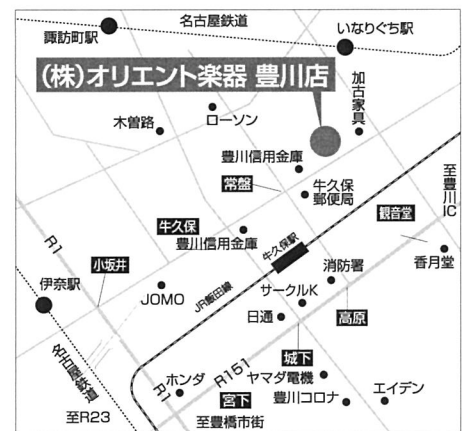 名古屋鉄道
諏訪町駅
いなりぐち駅
(株)オリエント楽器 豊川店
加古家具
木曽路
ローソン
豊川信用金庫
常盤
牛久保
郵便局
至豊川IC
観音堂
R1
牛久保
豊川信用金庫
牛久保駅
小坂井
消防署
香月堂
伊奈駅
JOMO
JR飯田線
サークルK
日通
高原
名古屋鉄道
城下
R1
R151
ホンダ
ヤマダ電機
宮下
豊川コロナ
エイデン
至R23
至豊橋市街